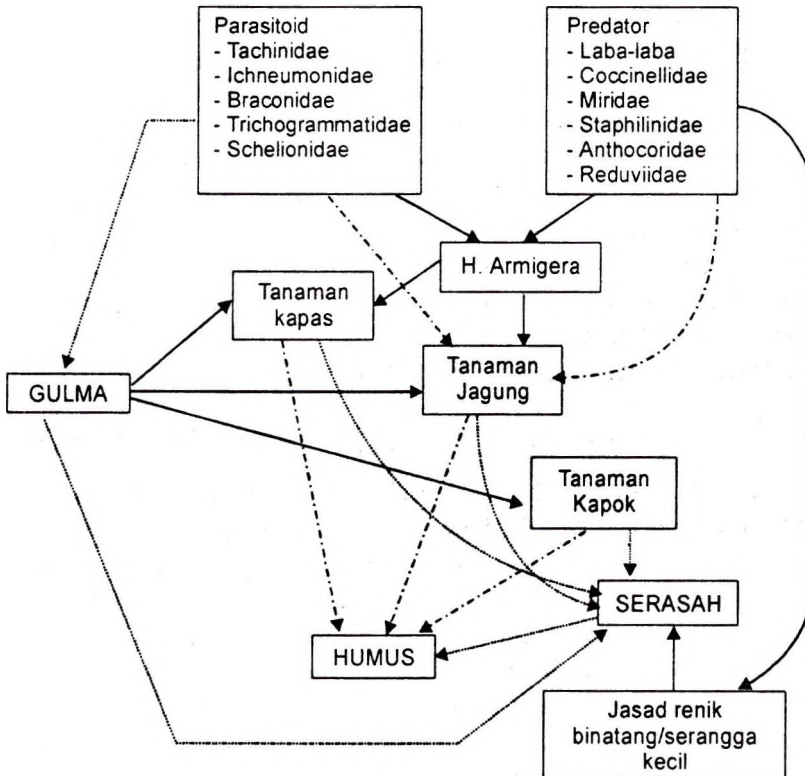 Parasitoid
- Tachinidae
- Ichneumonidae
- Braconidae
- Trichogrammatidae
- Schelionidae
Predator
- Laba-laba
- Coccinellidae
- Miridae
- Staphilinidae
- Anthocoridae
- Reduviidae
H. Armigera
Tanaman
kapas
Tanaman
Jagung
GULMA
Tanaman
Kapok
SERASAH
HUMUS
Jasad renik
binatang/serangga
kecil